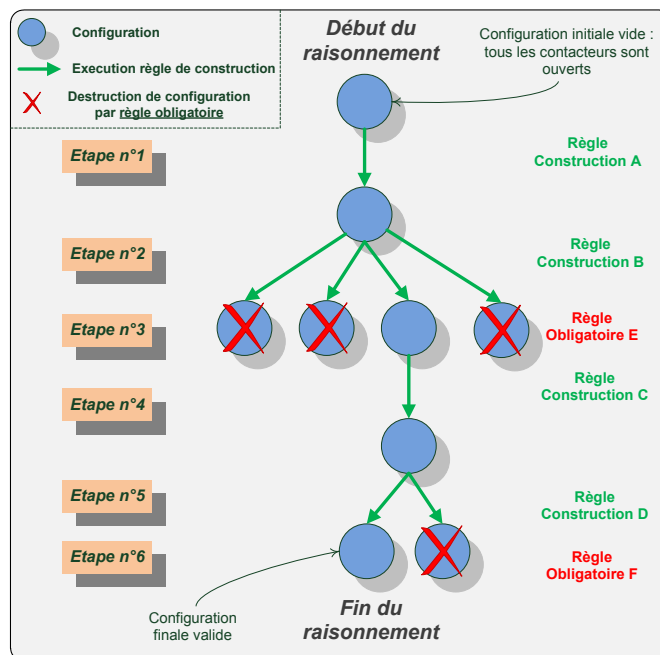 Configuration
Execution règle de construction
Destruction de configuration
par règle obligatoire
Début du
raisonnement
Configuration initiale vide :
tous les contacteurs sont
ouverts
Etape n°1
Règle
Construction A
Etape n°2
Règle
Construction B
Etape n°3
Règle
Obligatoire E
Etape n°4
Règle
Construction C
Etape n°5
Règle
Construction D
Etape n°6
Règle
Obligatoire F
Configuration
finale valide
Fin du
raisonnement